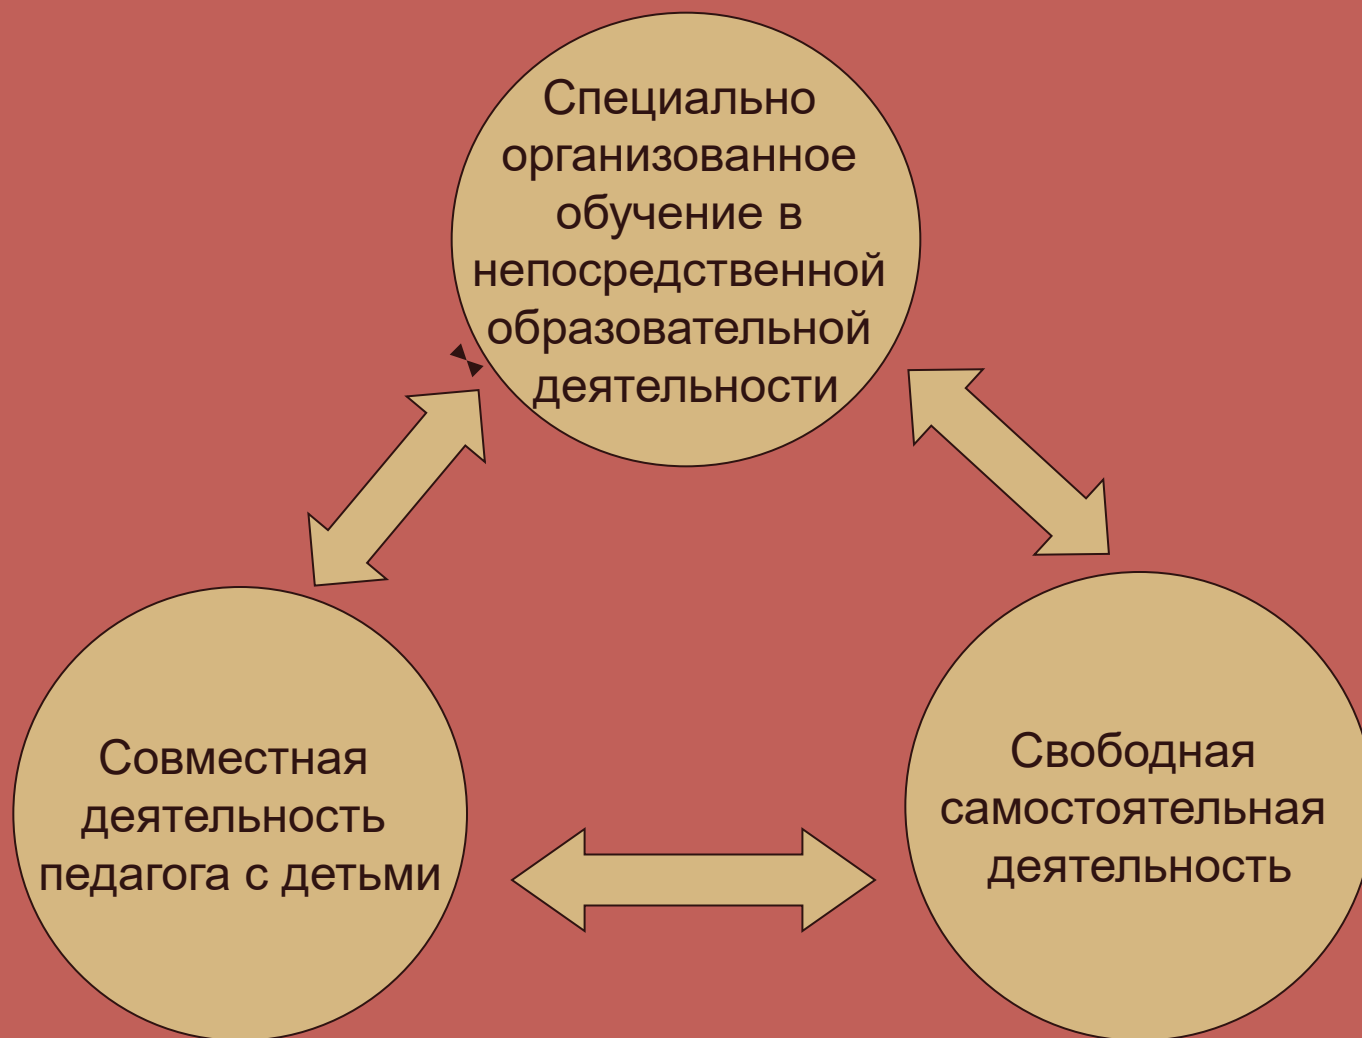 Специально
организованное
обучение в
непосредственной
образовательной
деятельности
Совместная
деятельность
педагога с детьми
Свободная
самостоятельная
деятельность